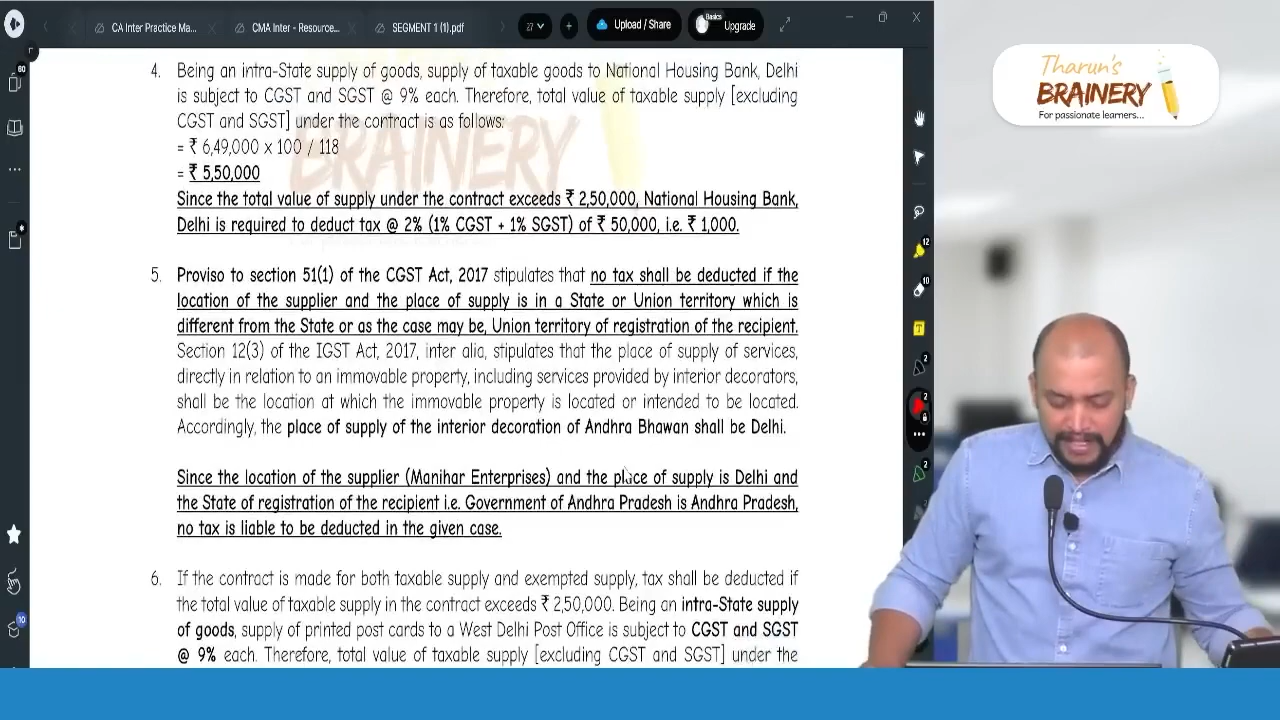 CA Inter Practice Ma...
CMA Inter - Resource...
SEGMENT 1 (1).pdf
27
Upload / Share
Basics
Upgrade
60
4. Being an intra-State supply of goods, supply of taxable goods to National Housing Bank, Delhi
is subject to CGST and SGST @ 9% each. Therefore, total value of taxable supply [excluding
CGST and SGST] under the contract is as follows:
= ₹ 6,49,000 x 100 / 118
= ₹ 5,50,000
Since the total value of supply under the contract exceeds ₹ 2,50,000, National Housing Bank,
Delhi is required to deduct tax @ 2% (1% CGST + 1% SGST) of ₹ 50,000, i.e. ₹ 1,000.
5. Proviso to section 51(1) of the CGST Act, 2017 stipulates that no tax shall be deducted if the
location of the supplier and the place of supply is in a State or Union territory which is
different from the State or as the case may be, Union territory of registration of the recipient.
Section 12(3) of the IGST Act, 2017, inter alia, stipulates that the place of supply of services,
directly in relation to an immovable property, including services provided by interior decorators,
shall be the location at which the immovable property is located or intended to be located.
Accordingly, the place of supply of the interior decoration of Andhra Bhawan shall be Delhi.
Since the location of the supplier (Manihar Enterprises) and the place of supply is Delhi and
the State of registration of the recipient i.e. Government of Andhra Pradesh is Andhra Pradesh,
no tax is liable to be deducted in the given case.
6. If the contract is made for both taxable supply and exempted supply, tax shall be deducted if
the total value of taxable supply in the contract exceeds ₹ 2,50,000. Being an intra-State supply
of goods, supply of printed post cards to a West Delhi Post Office is subject to CGST and SGST
@ 9% each. Therefore, total value of taxable supply [excluding CGST and SGST] under the
BRAINERY
10
12
10
T
2
2
2
Tharun's
BRAINERY
For passionate learners...